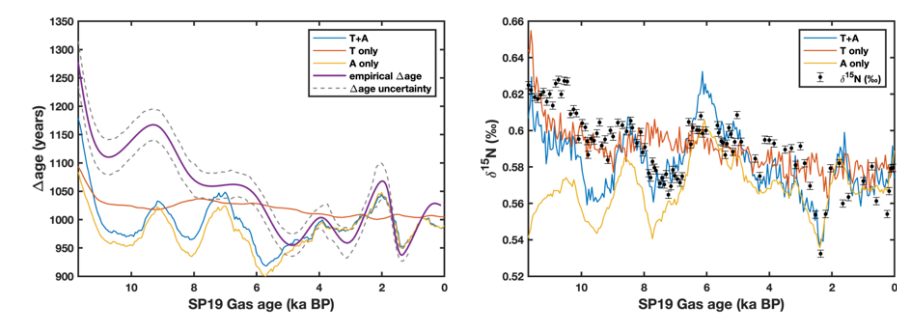 1350
1300
1250
1200
1150
1100
1050
1000
950
900
Δage (years)
10 8 6 4 2 0
SP19 Gas age (ka BP)
T+A
T only
A only
empirical Δage
Δage uncertainty
0.66
0.64
0.62
0.6
0.58
0.56
0.54
0.52
δ¹⁵N (‰)
10 8 6 4 2 0
SP19 Gas age (ka BP)
T+A
T only
A only
δ¹⁵N (‰)